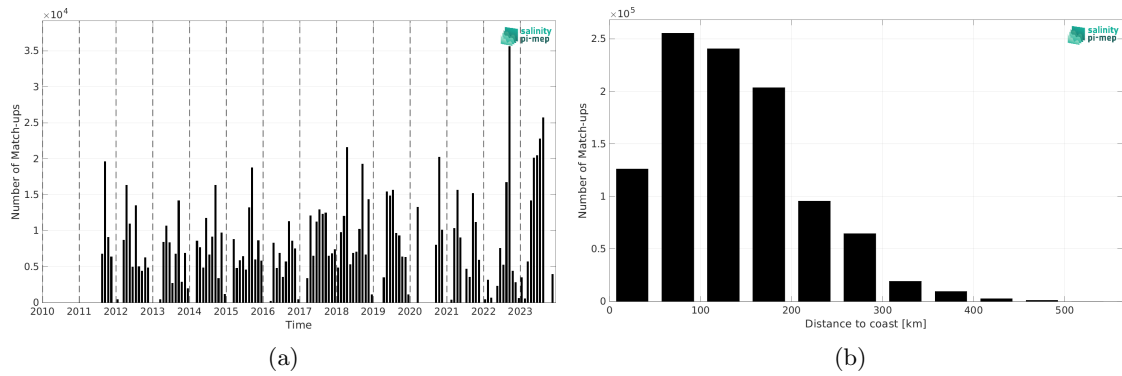 ×10⁴
salinity
pi-mep
3.5
3
2.5
2
1.5
1
0.5
0
Number of Match-ups
2010 2011 2012 2013 2014 2015 2016 2017 2018 2019 2020 2021 2022 2023
Time
(a)
×10⁵
salinity
pi-mep
2.5
2
1.5
1
0.5
0
Number of Match-ups
0 100 200 300 400 500
Distance to coast [km]
(b)